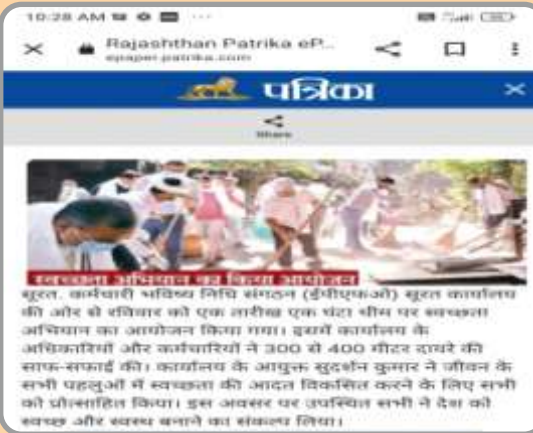 10:28 AM
Rajashthan Patrika eP...
epaper.patrika.com
पत्रिका
Share
स्वच्छता अभियान का किया आयोजन
सूरत. कर्मचारी भविष्य निधि संगठन (ईपीएफओ) सूरत कार्यालय
की ओर से रविवार को एक तारीख एक घंटा थीम पर स्वच्छता
अभियान का आयोजन किया गया। इसमें कार्यालय के
अधिकारियों और कर्मचारियों ने 300 से 400 मीटर दायरे की
साफ-सफाई की। कार्यालय के आयुक्त सुदर्शन कुमार ने जीवन के
सभी पहलुओं में स्वच्छता की आदत विकसित करने के लिए सभी
को प्रोत्साहित किया। इस अवसर पर उपस्थित सभी ने देश को
स्वच्छ और स्वस्थ बनाने का संकल्प लिया।